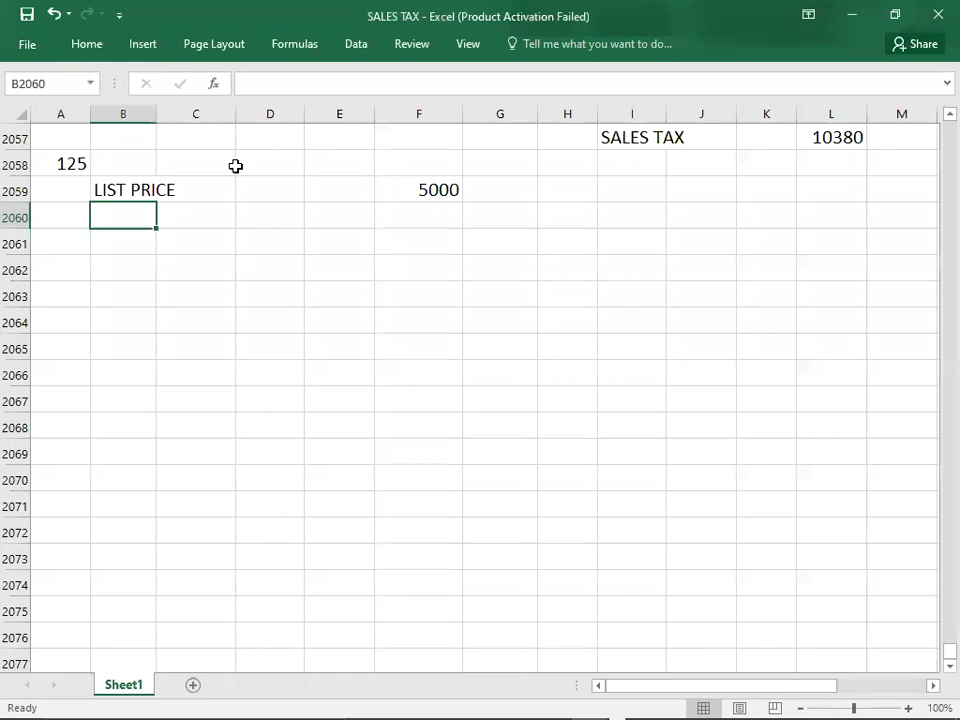 SALES TAX - Excel (Product Activation Failed)
File Home Insert Page Layout Formulas Data Review View Tell me what you want to do... Share
B2060 fx
A B C D E F G H I J K L M
2057 SALES TAX 10380
2058 125
2059 LIST PRICE 5000
2060
2061
2062
2063
2064
2065
2066
2067
2068
2069
2070
2071
2072
2073
2074
2075
2076
2077
Sheet1
Ready 100%